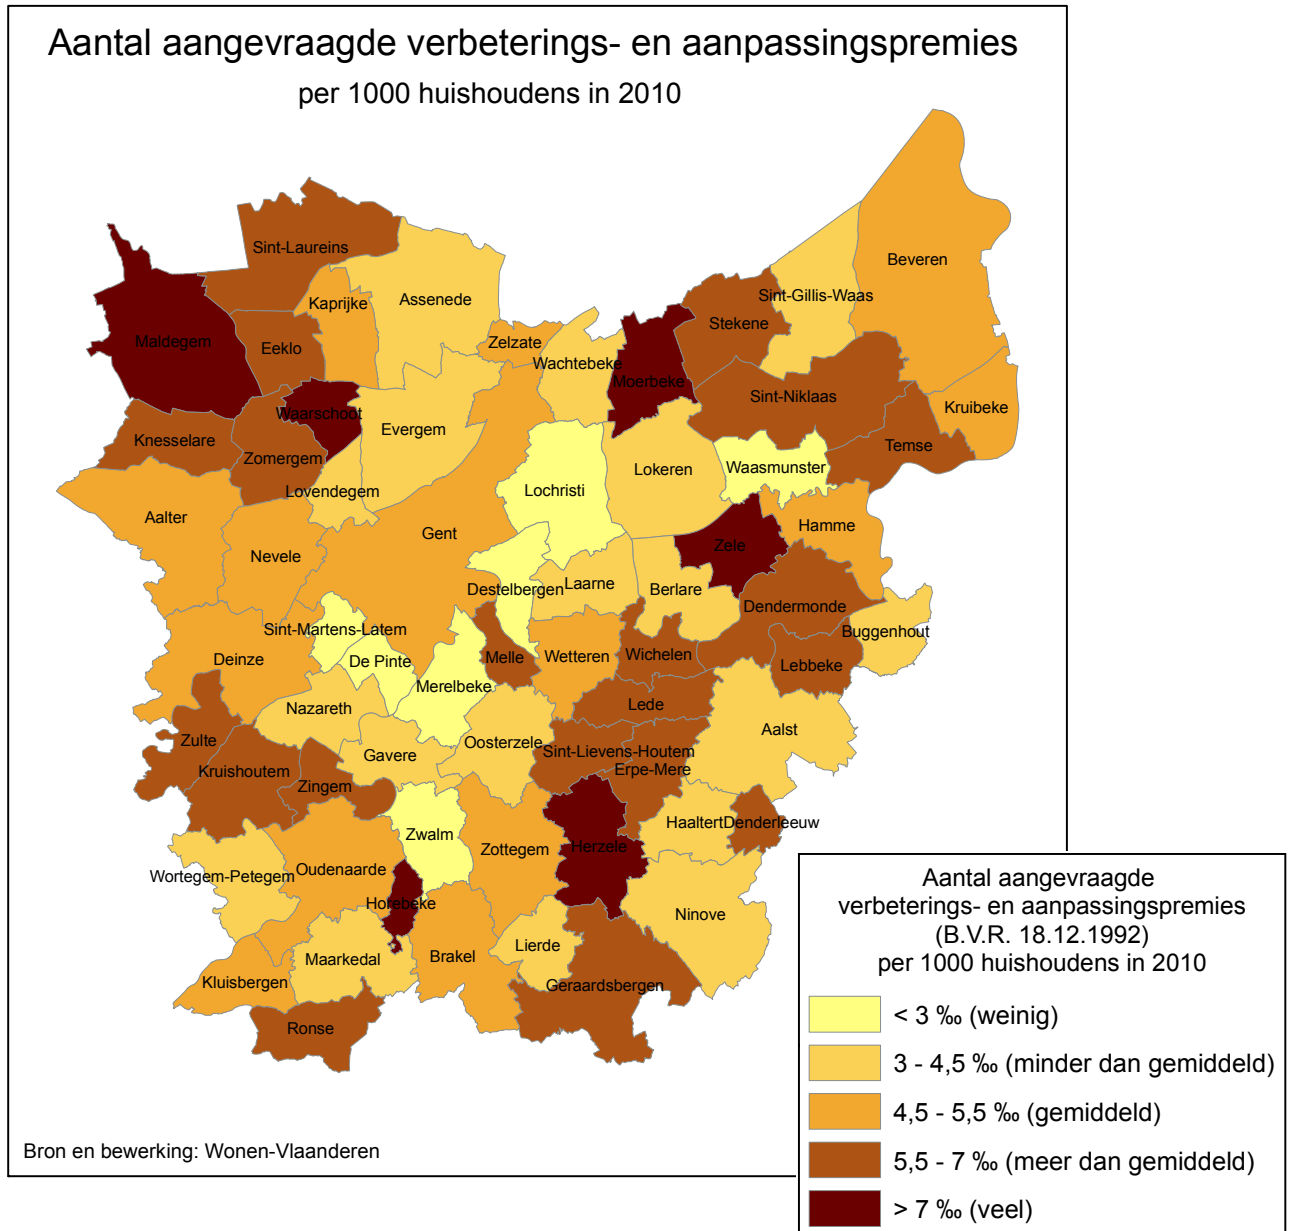 Aantal aangevraagde verbeterings- en aanpassingspremies
per 1000 huishoudens in 2010
Beveren
Sint-Laureins
Sint-Gillis-Waas
Assenede
Kaprijke
Stekene
Maldegem
Eeklo
Zelzate
Wachtebeke
Moerbeke
Sint-Niklaas
Kruibeke
Waarschoot
Evergem
Knesselare
Temse
Zomergem
Lokeren
Waasmunster
Lovendegem
Lochristi
Aalter
Gent
Hamme
Nevele
Zele
Destelbergen
Laarne
Berlare
Dendermonde
Sint-Martens-Latem
Buggenhout
Deinze
De Pinte
Melle
Wetteren
Wichelen
Lebbeke
Merelbeke
Nazareth
Lede
Aalst
Zulte
Gavere
Oosterzele
Sint-Lievens-Houtem
Kruishoutem
Erpe-Mere
Zingem
Haaltert
Denderleeuw
Zwalm
Zottegem
Herzele
Oudenaarde
Wortegem-Petegem
Horebeke
Ninove
Lierde
Maarkedal
Brakel
Kluisbergen
Geraardsbergen
Ronse
Bron en bewerking: Wonen-Vlaanderen
Aantal aangevraagde
verbeterings- en aanpassingspremies
(B.V.R. 18.12.1992)
per 1000 huishoudens in 2010
< 3 ‰ (weinig)
3 - 4,5 ‰ (minder dan gemiddeld)
4,5 - 5,5 ‰ (gemiddeld)
5,5 - 7 ‰ (meer dan gemiddeld)
> 7 ‰ (veel)